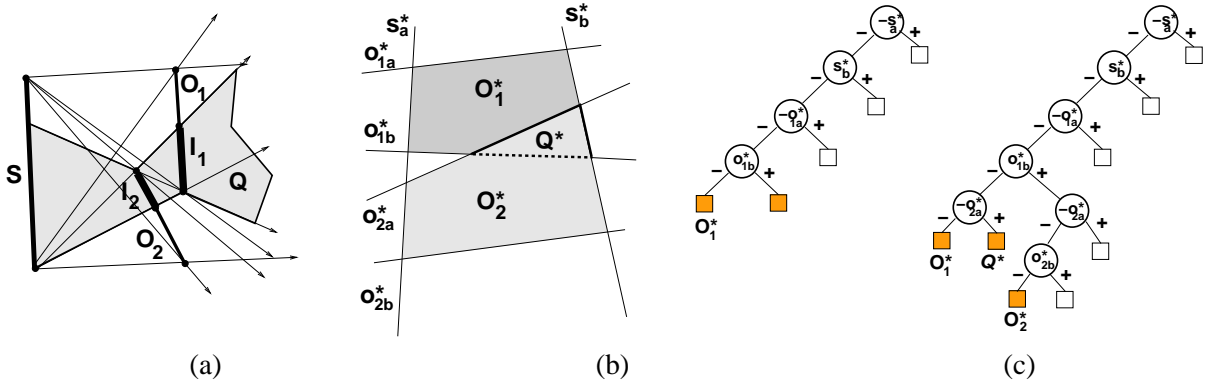 S
O₁
I₁
I₂
Q
O₂
(a)
s*ₐ
s*b
o*₁ₐ
O*₁
o*₁b
Q*
o*₂ₐ
O*₂
o*₂b
(b)
−s*ₐ
− +
s*b
− +
−o*₁ₐ
− +
o*₁b
− +
O*₁
−s*ₐ
− +
s*b
− +
−o*₁ₐ
− +
o*₁b
− +
−o*₂ₐ
−o*₂ₐ
− + − +
O*₁ Q*
o*₂b
− +
O*₂
(c)